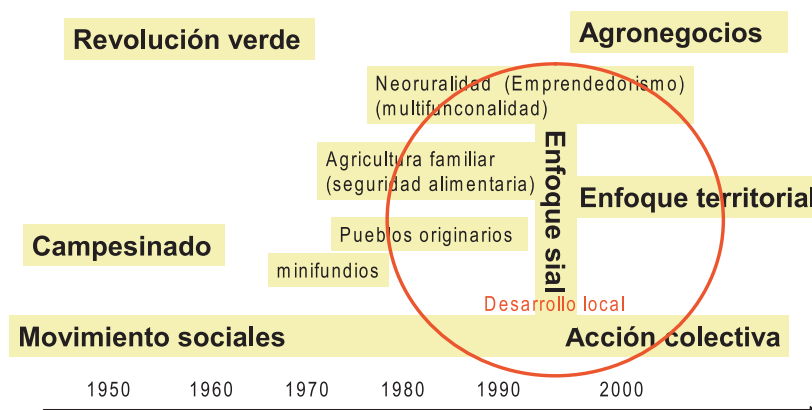 Revolución verde
Agronegocios
Neoruralidad (Emprendedorismo)
(multifunconalidad)
Agricultura familiar
(seguridad alimentaria)
Enfoque sial
Enfoque territorial
Pueblos originarios
Campesinado
minifundios
Desarrollo local
Movimiento sociales
Acción colectiva
1950 1960 1970 1980 1990 2000